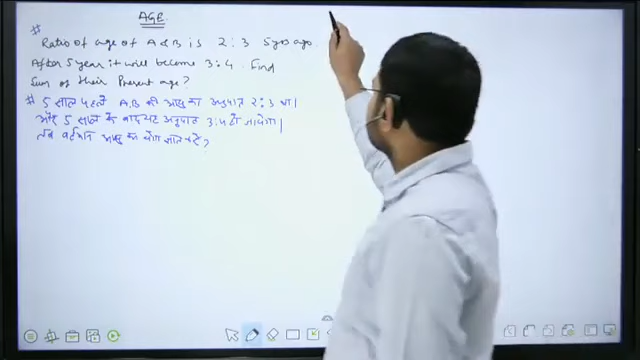 AGE
# Ratio of age of A & B is 2:3 5 yrs ago.
After 5 year it will become 3:4. Find
Sum of their Present age?
# 5 साल पहले A, B की आयु का अनुपात 2:3 था।
और 5 साल के बाद यह अनुपात 3:4 हो जायेगा।
तब वर्तमान आयु का योग ज्ञात करें?